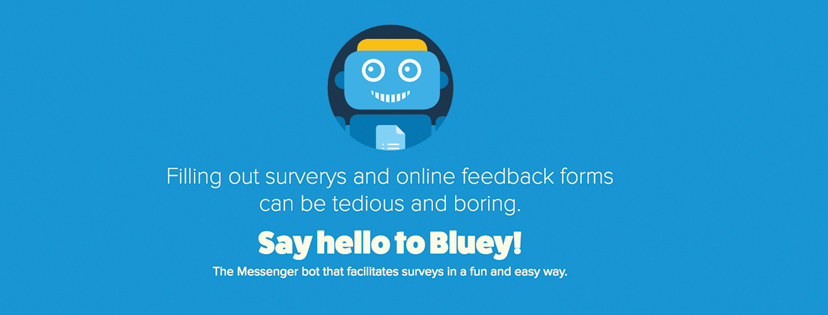 Filling out surverys and online feedback forms
can be tedious and boring.
Say hello to Bluey!
The Messenger bot that facilitates surveys in a fun and easy way.